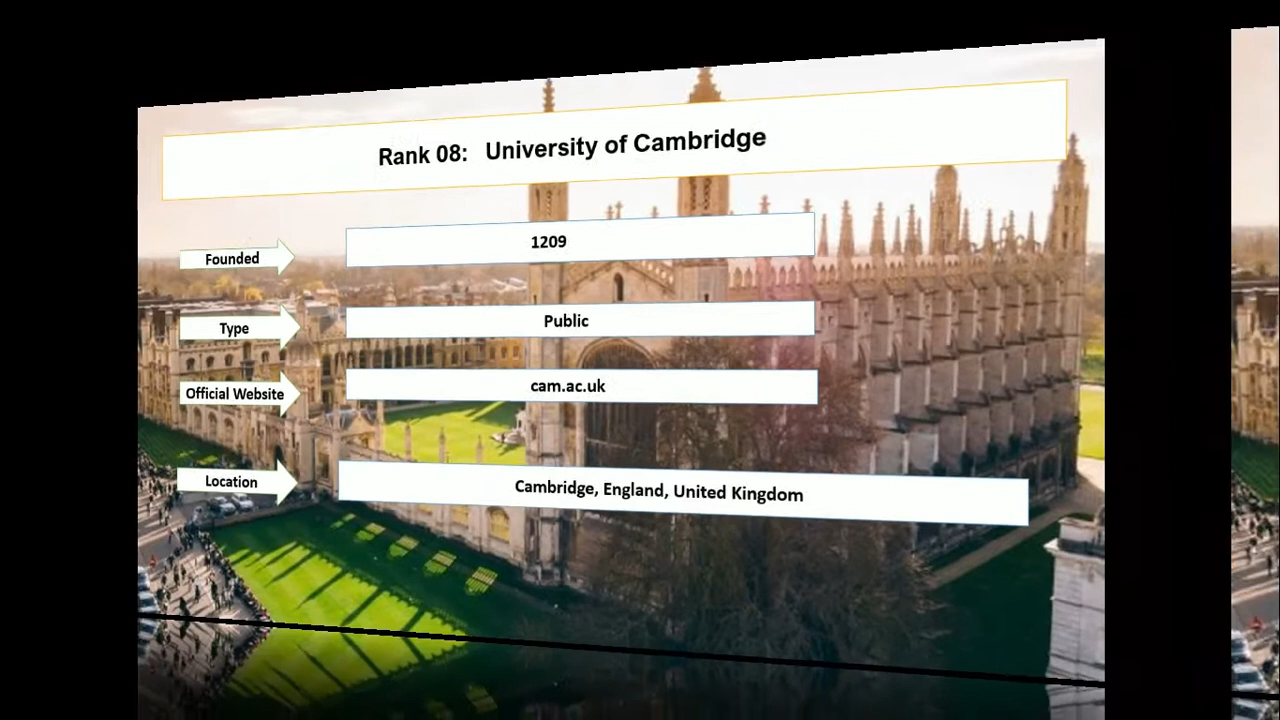 Rank 08: University of Cambridge
Founded
1209
Type
Public
Official Website
cam.ac.uk
Location
Cambridge, England, United Kingdom